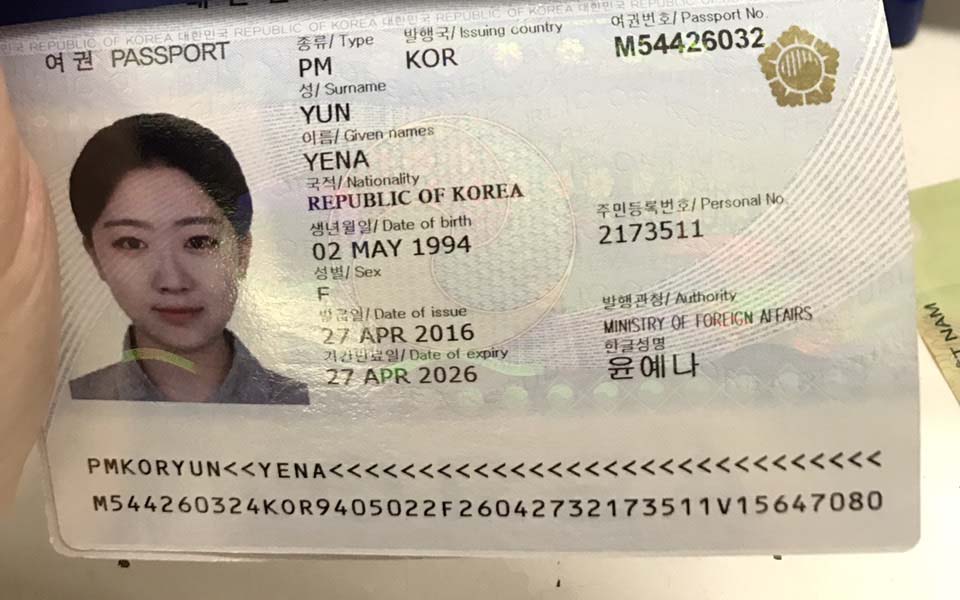 REPUBLIC OF KOREA 대한민국 REPUBLIC OF KOREA 대한민국 REPUBLIC OF KOREA 대한민국
여권 PASSPORT
종류/ Type 발행국/ Issuing country 여권번호/ Passport No.
PM KOR M54426032
성/ Surname
YUN
이름/ Given names
YENA
국적/ Nationality
REPUBLIC OF KOREA
생년월일/ Date of birth 주민등록번호/ Personal No.
02 MAY 1994 2173511
성별/ Sex
F
발급일/ Date of issue 발행관청/ Authority
27 APR 2016 MINISTRY OF FOREIGN AFFAIRS
기간만료일/ Date of expiry 한글성명
27 APR 2026 윤예나
PMKORYUN<<YENA<<<<<<<<<<<<<<<<<<<<<<<<<<<<<<
M544260324KOR9405022F26042732173511V15647080